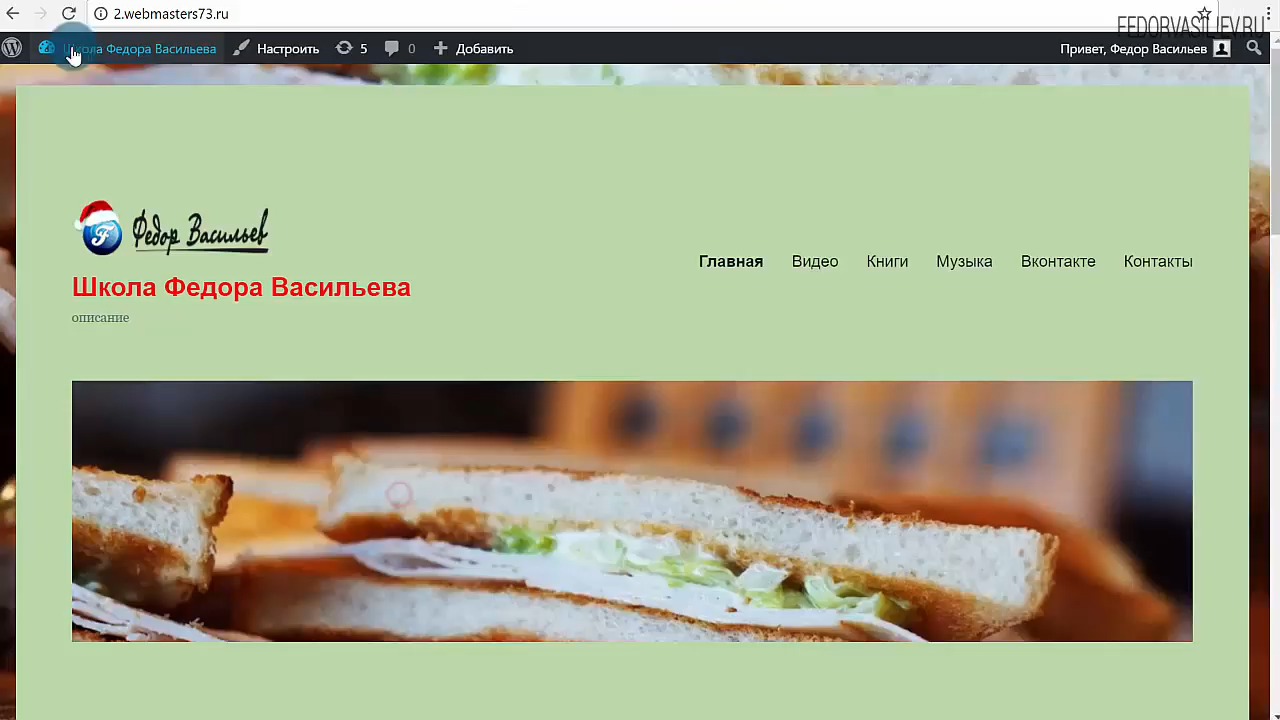 2.webmasters73.ru
FEDORVASILIEV.RU
Школа Федора Васильева Настроить 5 0 Добавить Привет, Федор Васильев
Федор Васильев
Школа Федора Васильева
описание
Главная Видео Книги Музыка Вконтакте Контакты